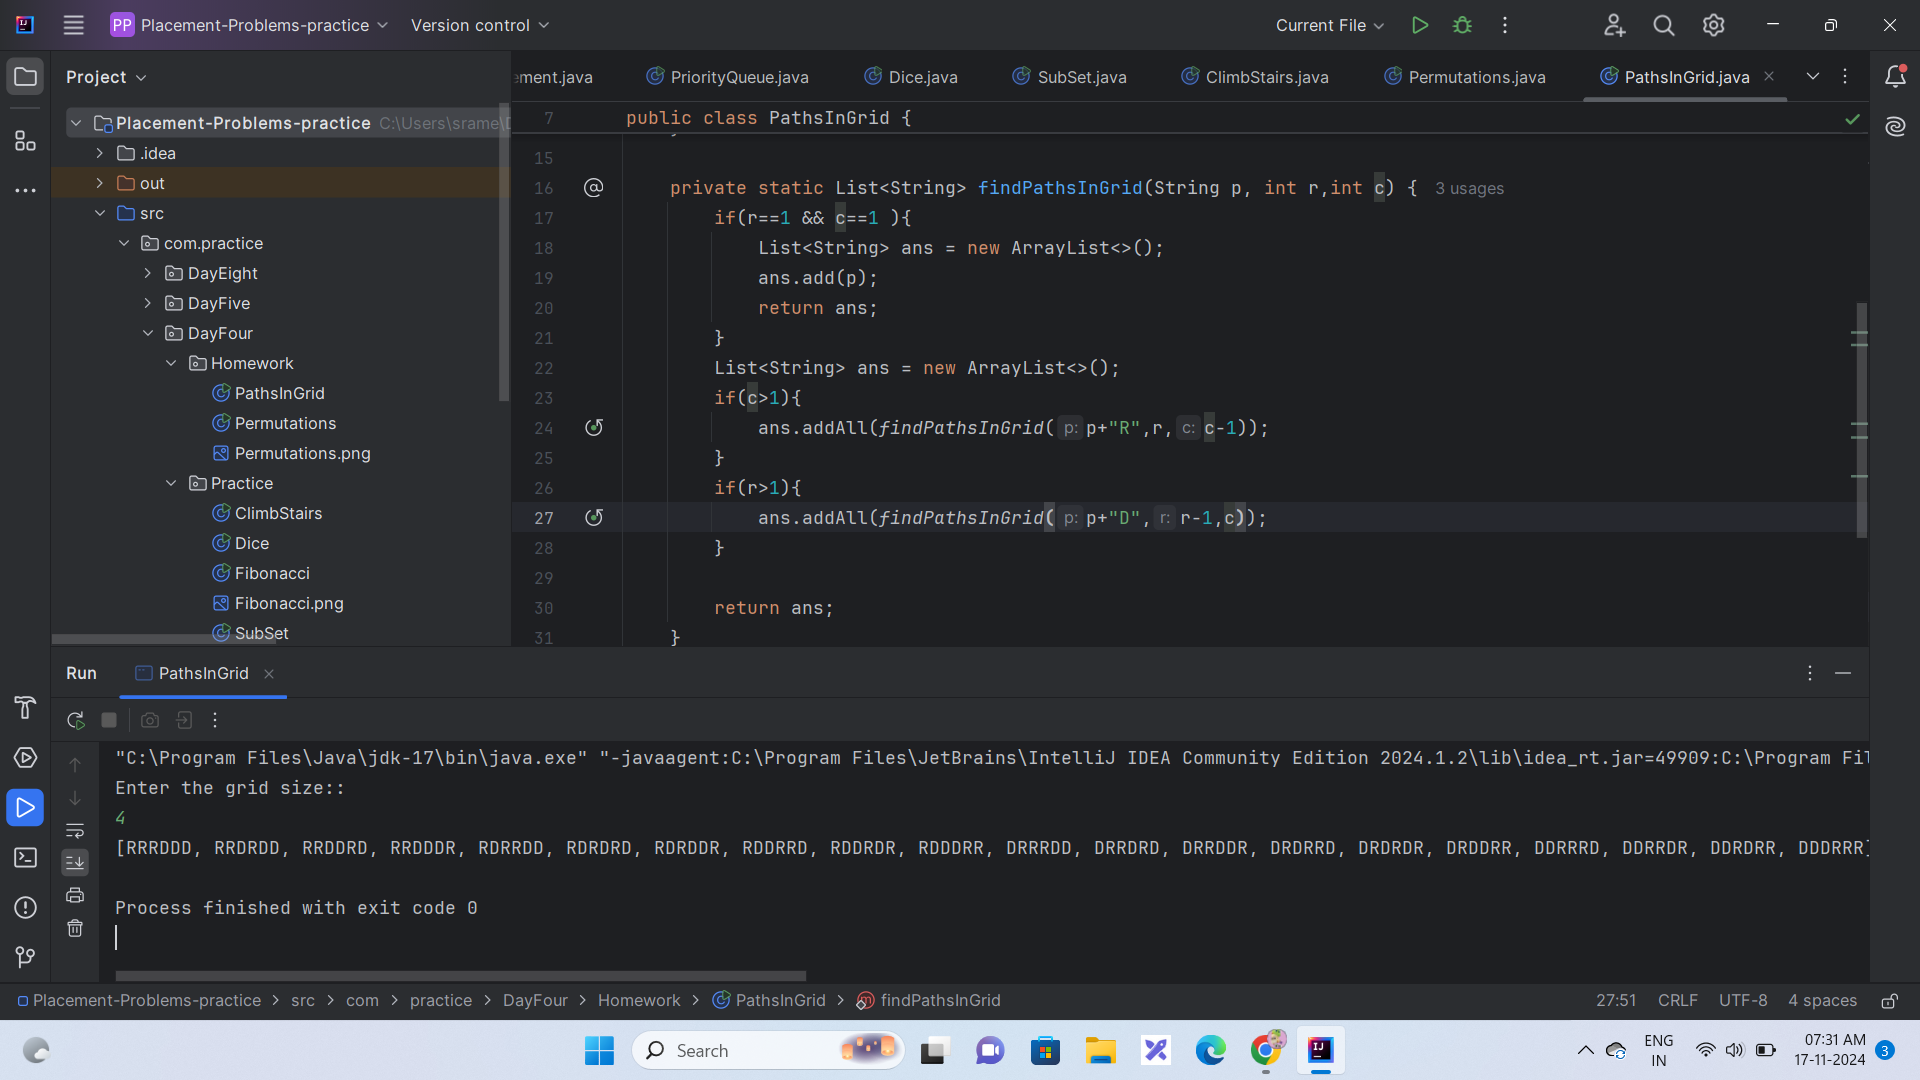 PP Placement-Problems-practice Version control Current File
Project
ement.java PriorityQueue.java Dice.java SubSet.java ClimbStairs.java Permutations.java PathsInGrid.java
Placement-Problems-practice C:\Users\srame\D
.idea
out
src
com.practice
DayEight
DayFive
DayFour
Homework
PathsInGrid
Permutations
Permutations.png
Practice
ClimbStairs
Dice
Fibonacci
Fibonacci.png
SubSet
7 public class PathsInGrid {
15
16 private static List<String> findPathsInGrid(String p, int r,int c) { 3 usages
17 if(r==1 && c==1 ){
18 List<String> ans = new ArrayList<>();
19 ans.add(p);
20 return ans;
21 }
22 List<String> ans = new ArrayList<>();
23 if(c>1){
24 ans.addAll(findPathsInGrid( p: p+"R",r, c: c-1));
25 }
26 if(r>1){
27 ans.addAll(findPathsInGrid( p: p+"D", r: r-1,c));
28 }
29
30 return ans;
31 }
Run PathsInGrid
"C:\Program Files\Java\jdk-17\bin\java.exe" "-javaagent:C:\Program Files\JetBrains\IntelliJ IDEA Community Edition 2024.1.2\lib\idea_rt.jar=49909:C:\Program Fil
Enter the grid size::
4
[RRRDDD, RRDRDD, RRDDRD, RRDDDR, RDRRDD, RDRDRD, RDRDDR, RDDRRD, RDDRDR, RDDDRR, DRRRDD, DRRDRD, DRRDDR, DRDRRD, DRDRDR, DRDDRR, DDRRRD, DDRRDR, DDRDRR, DDDRRR]
Process finished with exit code 0
Placement-Problems-practice > src > com > practice > DayFour > Homework > PathsInGrid > findPathsInGrid 27:51 CRLF UTF-8 4 spaces
Search
ENG
IN
07:31 AM
17-11-2024
3